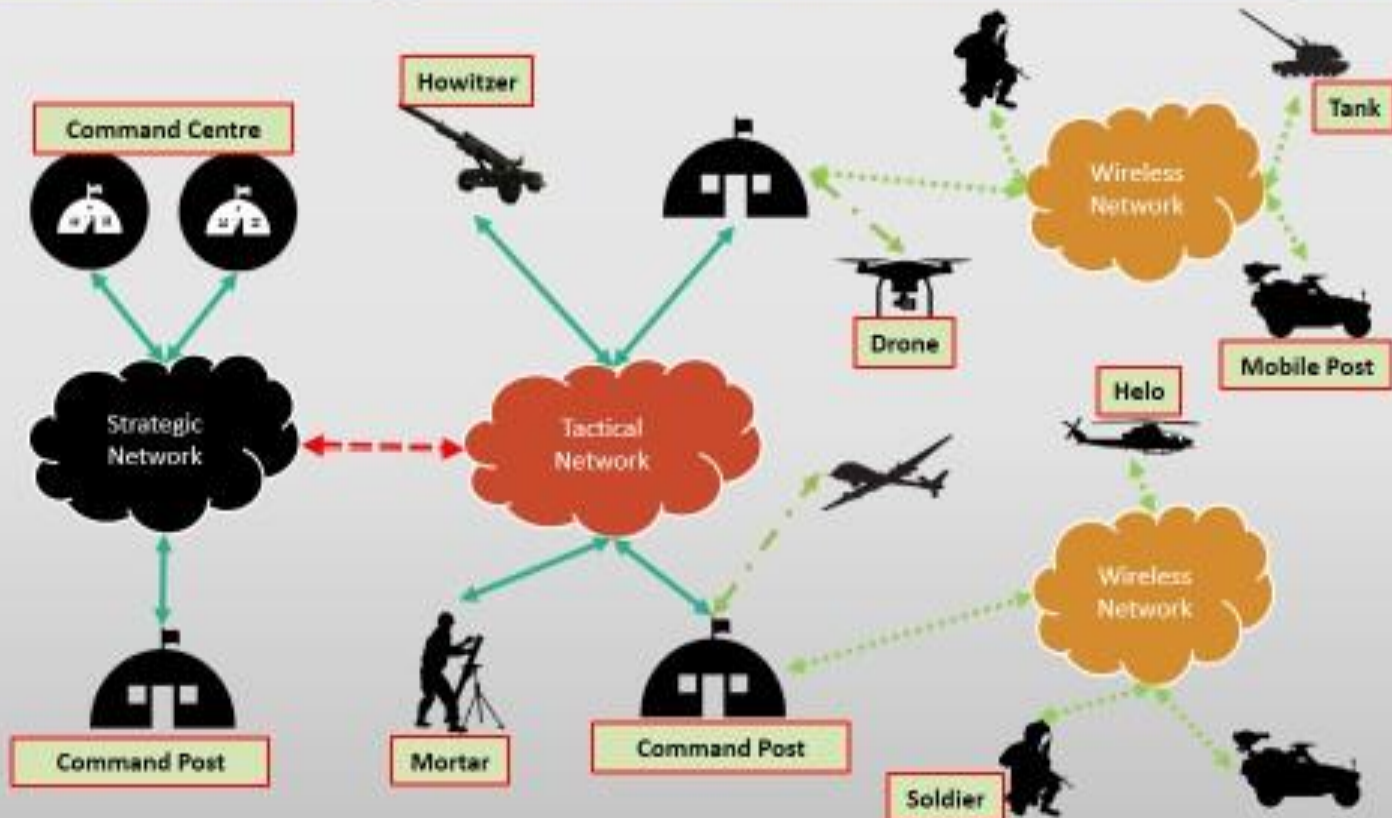 Howitzer
Command Centre
Tank
Wireless
Network
Drone
Mobile Post
Helo
Strategic
Network
Tactical
Network
Wireless
Network
Command Post
Mortar
Command Post
Soldier